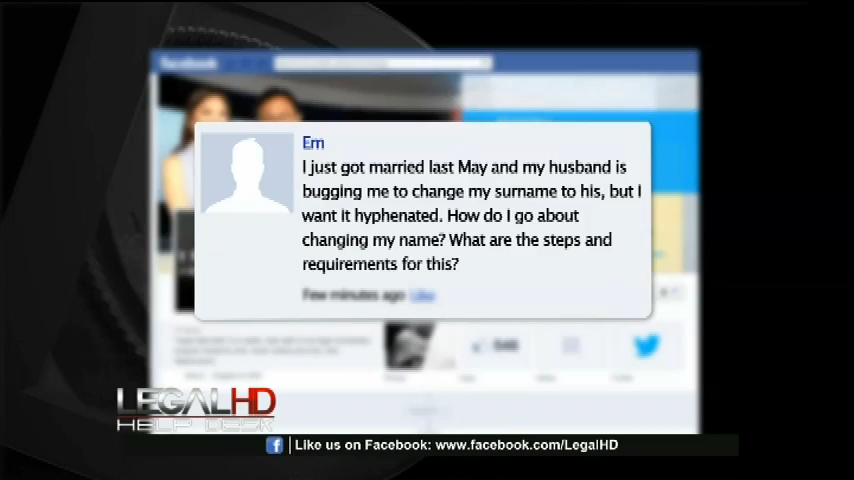 facebook
Em
I just got married last May and my husband is
bugging me to change my surname to his, but I
want it hyphenated. How do I go about
changing my name? What are the steps and
requirements for this?
Few minutes ago Like
LEGALHD
HELP DESK
f | Like us on Facebook: www.facebook.com/LegalHD